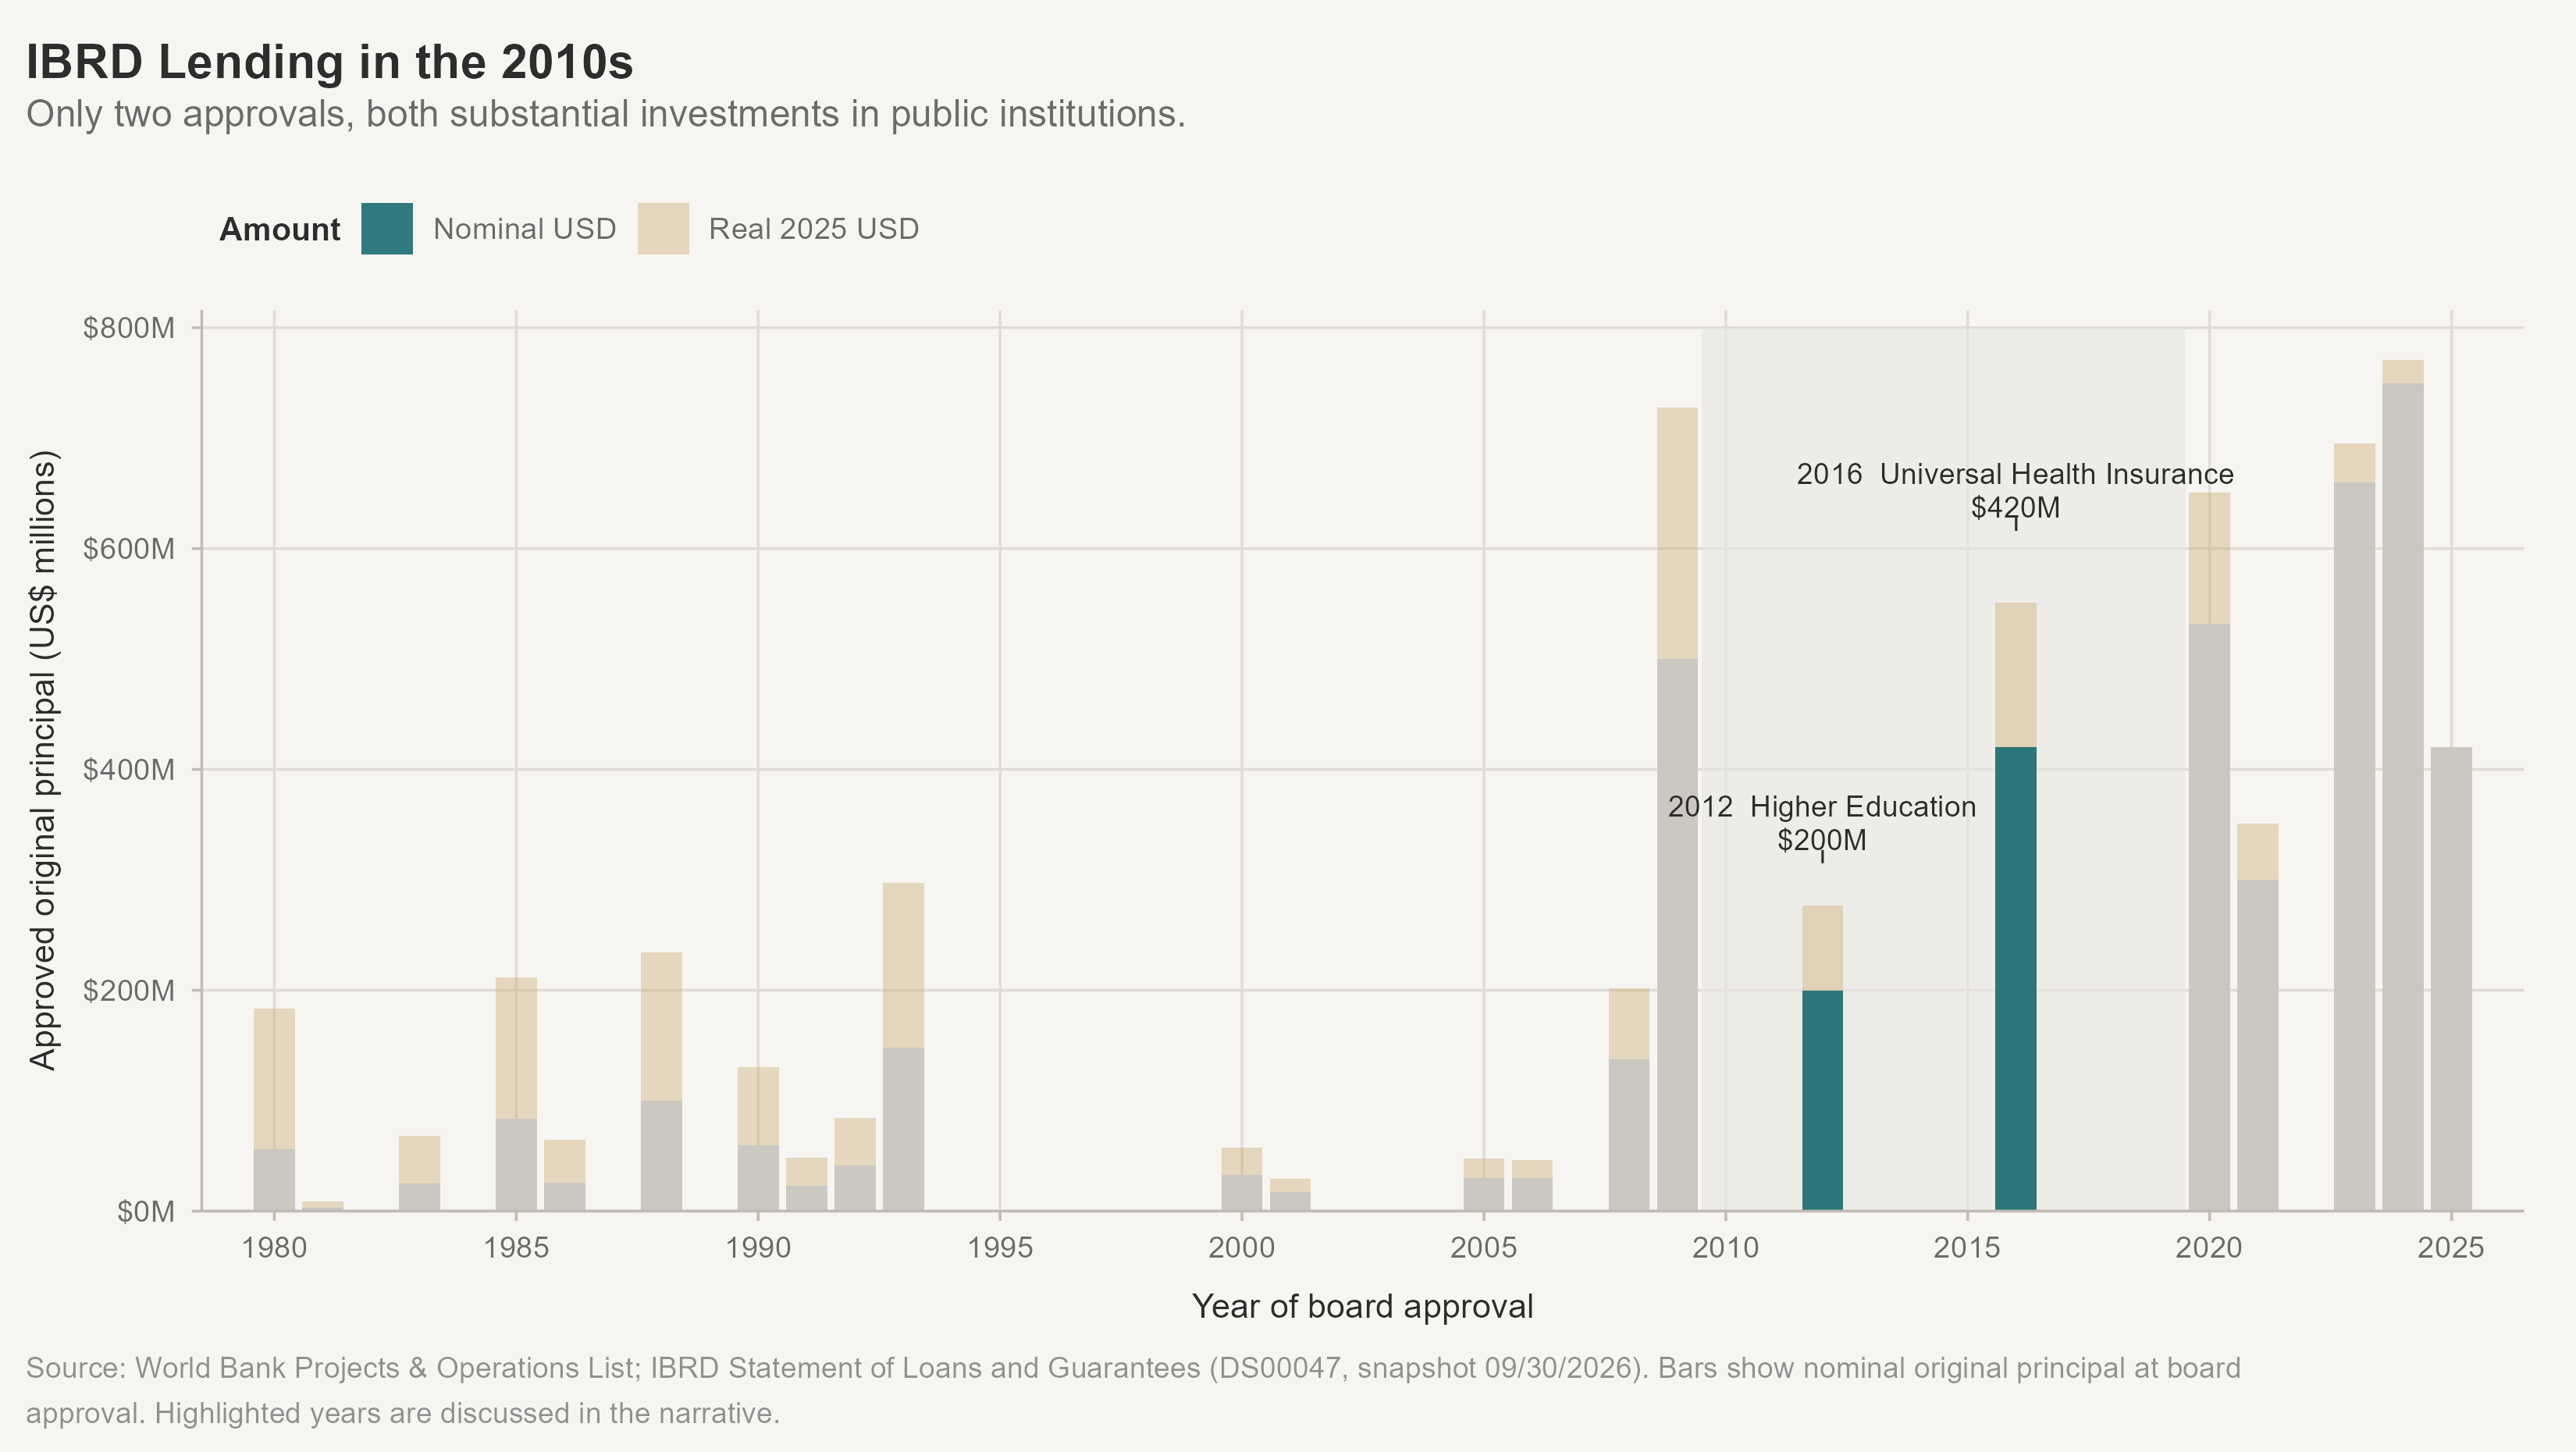 IBRD Lending in the 2010s
Only two approvals, both substantial investments in public institutions.
Amount Nominal USD Real 2025 USD
Approved original principal (US$ millions)
$800M
$600M
$400M
$200M
$0M
2016  Universal Health Insurance
$420M
2012  Higher Education
$200M
1980 1985 1990 1995 2000 2005 2010 2015 2020 2025
Year of board approval
Source: World Bank Projects & Operations List; IBRD Statement of Loans and Guarantees (DS00047, snapshot 09/30/2026). Bars show nominal original principal at board
approval. Highlighted years are discussed in the narrative.